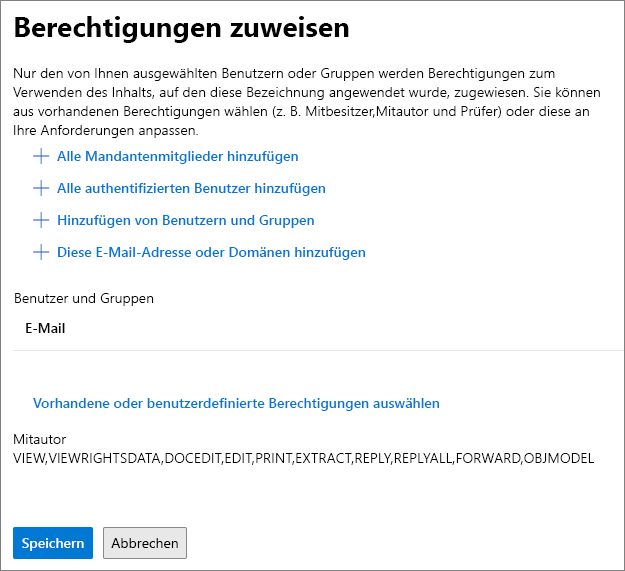 Berechtigungen zuweisen
Nur den von Ihnen ausgewählten Benutzern oder Gruppen werden Berechtigungen zum
Verwenden des Inhalts, auf den diese Bezeichnung angewendet wurde, zugewiesen. Sie können
aus vorhandenen Berechtigungen wählen (z. B. Mitbesitzer,Mitautor und Prüfer) oder diese an
Ihre Anforderungen anpassen.
Alle Mandantenmitglieder hinzufügen
Alle authentifizierten Benutzer hinzufügen
Hinzufügen von Benutzern und Gruppen
Diese E-Mail-Adresse oder Domänen hinzufügen
Benutzer und Gruppen
E-Mail
Vorhandene oder benutzerdefinierte Berechtigungen auswählen
Mitautor
VIEW,VIEWRIGHTSDATA,DOCEDIT,EDIT,PRINT,EXTRACT,REPLY,REPLYALL,FORWARD,OBJMODEL
Speichern Abbrechen